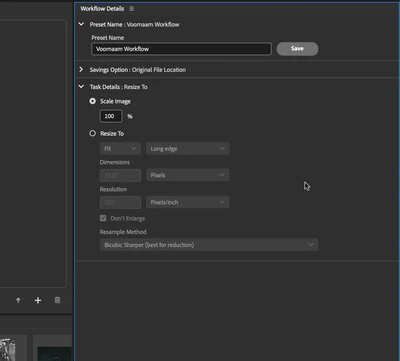 Workflow Details
Preset Name : Voornaam Workflow
Preset Name
Voornaam Workflow
Save
Savings Option : Original File Location
Task Details : Resize To
Scale Image
100 %
Resize To
Fit Long edge
Dimensions
Pixels
Resolution
Pixels/Inch
Don't Enlarge
Resample Method
Bicubic Sharper (best for reduction)